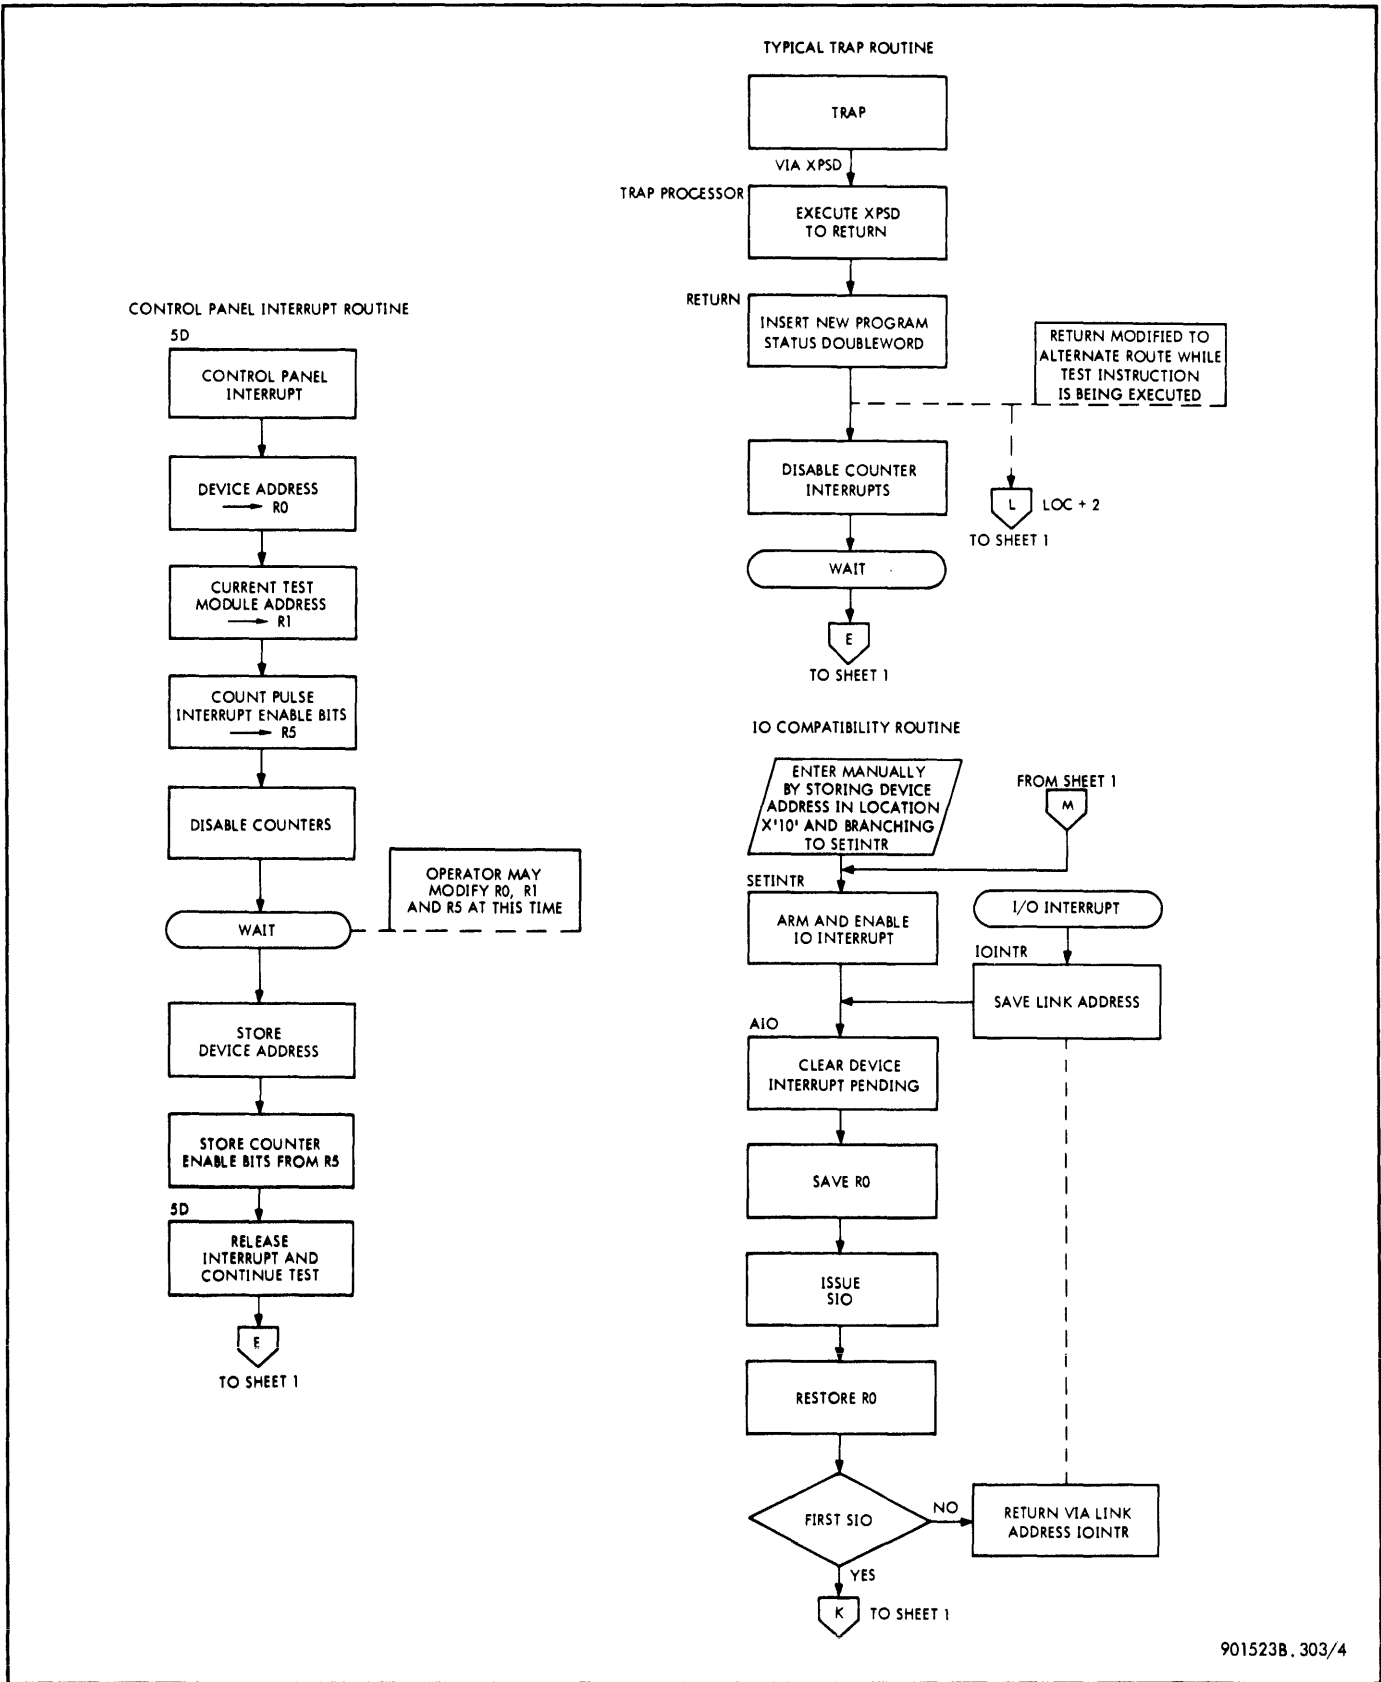 TYPICAL TRAP ROUTINE
TRAP
VIA XPSD
TRAP PROCESSOR
EXECUTE XPSD
TO RETURN
RETURN
INSERT NEW PROGRAM
STATUS DOUBLEWORD
RETURN MODIFIED TO
ALTERNATE ROUTE WHILE
TEST INSTRUCTION
IS BEING EXECUTED
DISABLE COUNTER
INTERRUPTS
L
LOC + 2
TO SHEET 1
WAIT
E
TO SHEET 1
CONTROL PANEL INTERRUPT ROUTINE
5D
CONTROL PANEL
INTERRUPT
DEVICE ADDRESS
→ R0
CURRENT TEST
MODULE ADDRESS
→ R1
COUNT PULSE
INTERRUPT ENABLE BITS
→ R5
DISABLE COUNTERS
OPERATOR MAY
MODIFY R0, R1
AND R5 AT THIS TIME
WAIT
STORE
DEVICE ADDRESS
STORE COUNTER
ENABLE BITS FROM R5
5D
RELEASE
INTERRUPT AND
CONTINUE TEST
E
TO SHEET 1
IO COMPATIBILITY ROUTINE
ENTER MANUALLY
BY STORING DEVICE
ADDRESS IN LOCATION
X'10' AND BRANCHING
TO SETINTR
FROM SHEET 1
M
SETINTR
ARM AND ENABLE
IO INTERRUPT
I/O INTERRUPT
IOINTR
SAVE LINK ADDRESS
AIO
CLEAR DEVICE
INTERRUPT PENDING
SAVE R0
ISSUE
SIO
RESTORE R0
FIRST SIO
NO
RETURN VIA LINK
ADDRESS IOINTR
YES
K
TO SHEET 1
901523B. 303/4